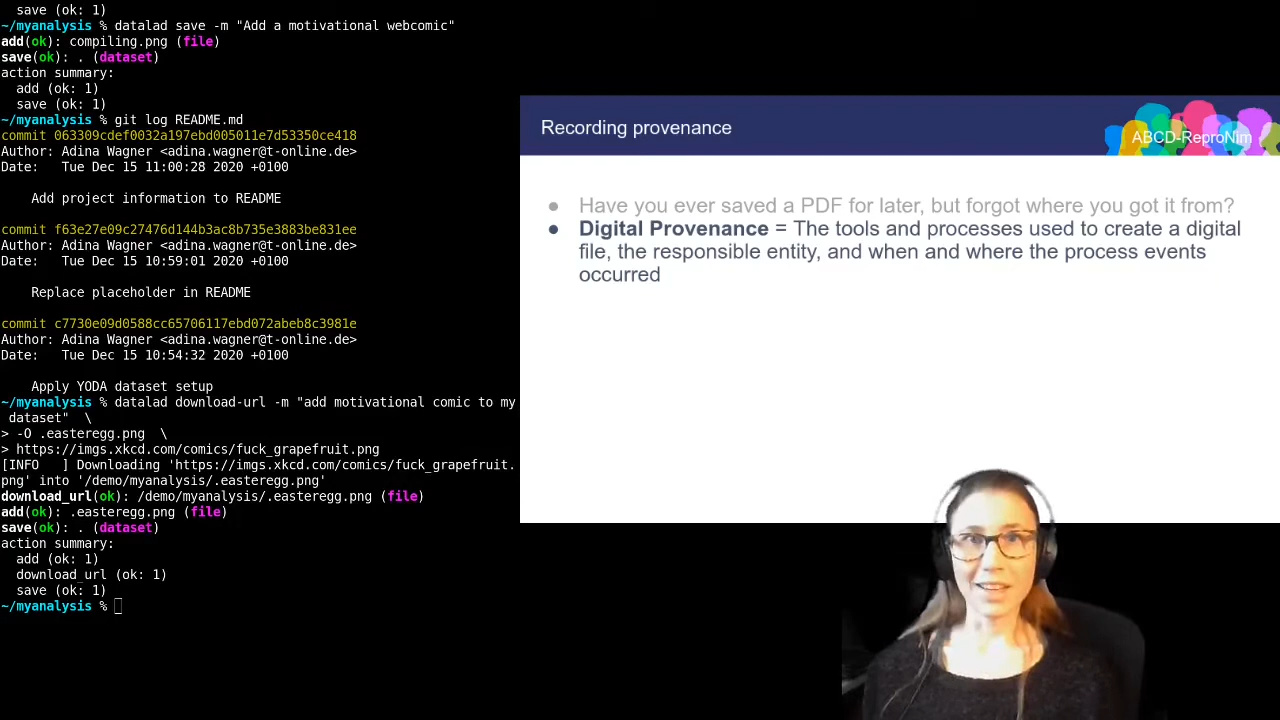 save (ok: 1)
~/myanalysis % datalad save -m "Add a motivational webcomic"
add(ok): compiling.png (file)
save(ok): . (dataset)
action summary:
add (ok: 1)
save (ok: 1)
~/myanalysis % git log README.md
commit 063309cdef0032a197ebd005011e7d53350ce418
Author: Adina Wagner <adina.wagner@t-online.de>
Date:   Tue Dec 15 11:00:28 2020 +0100
Add project information to README
commit f63e27e09c27476d144b3ac8b735e3883be831ee
Author: Adina Wagner <adina.wagner@t-online.de>
Date:   Tue Dec 15 10:59:01 2020 +0100
Replace placeholder in README
commit c7730e09d0588cc65706117ebd072abeb8c3981e
Author: Adina Wagner <adina.wagner@t-online.de>
Date:   Tue Dec 15 10:54:32 2020 +0100
Apply YODA dataset setup
~/myanalysis % datalad download-url -m "add motivational comic to my
dataset"  \
> -O .easteregg.png  \
> https://imgs.xkcd.com/comics/fuck_grapefruit.png
[INFO   ] Downloading 'https://imgs.xkcd.com/comics/fuck_grapefruit.
png' into '/demo/myanalysis/.easteregg.png'
download_url(ok): /demo/myanalysis/.easteregg.png (file)
add(ok): .easteregg.png (file)
save(ok): . (dataset)
action summary:
add (ok: 1)
download_url (ok: 1)
save (ok: 1)
~/myanalysis %
Recording provenance
ABCD-ReproNim
● Have you ever saved a PDF for later, but forgot where you got it from?
● Digital Provenance = The tools and processes used to create a digital
file, the responsible entity, and when and where the process events
occurred